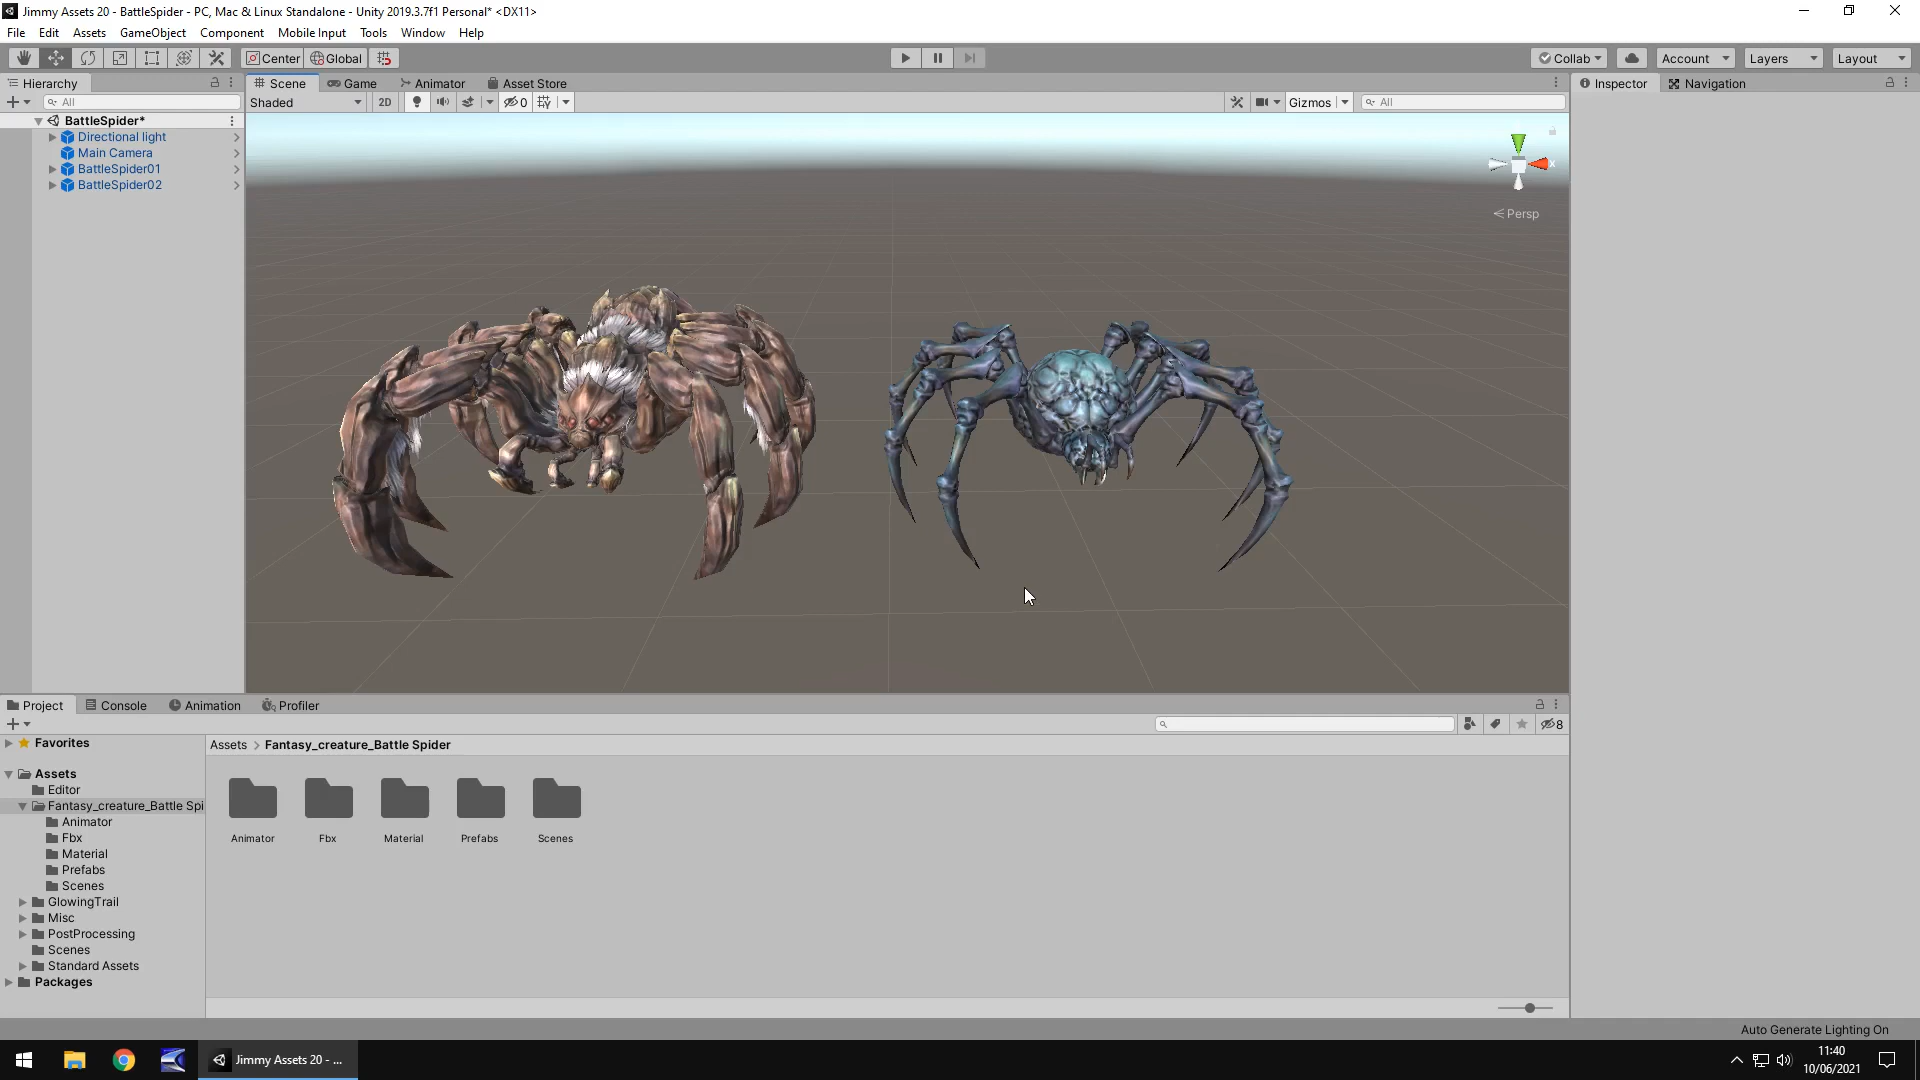 Jimmy Assets 20 - BattleSpider - PC, Mac & Linux Standalone - Unity 2019.3.7f1 Personal* <DX11>
File Edit Assets GameObject Component Mobile Input Tools Window Help
Center Global Collab Account Layers Layout
Hierarchy Scene Game Animator Asset Store Inspector Navigation
All Shaded 2D 0 Gizmos All
BattleSpider*
Directional light
Main Camera
BattleSpider01
BattleSpider02
x
Persp
Project Console Animation Profiler
8
Favorites
Assets > Fantasy_creature_Battle Spider
Assets
Editor
Fantasy_creature_Battle Spi
Animator
Fbx
Material
Prefabs
Scenes
GlowingTrail
Misc
PostProcessing
Scenes
Standard Assets
Packages
Animator Fbx Material Prefabs Scenes
Auto Generate Lighting On
Jimmy Assets 20 - ...
11:40
10/06/2021